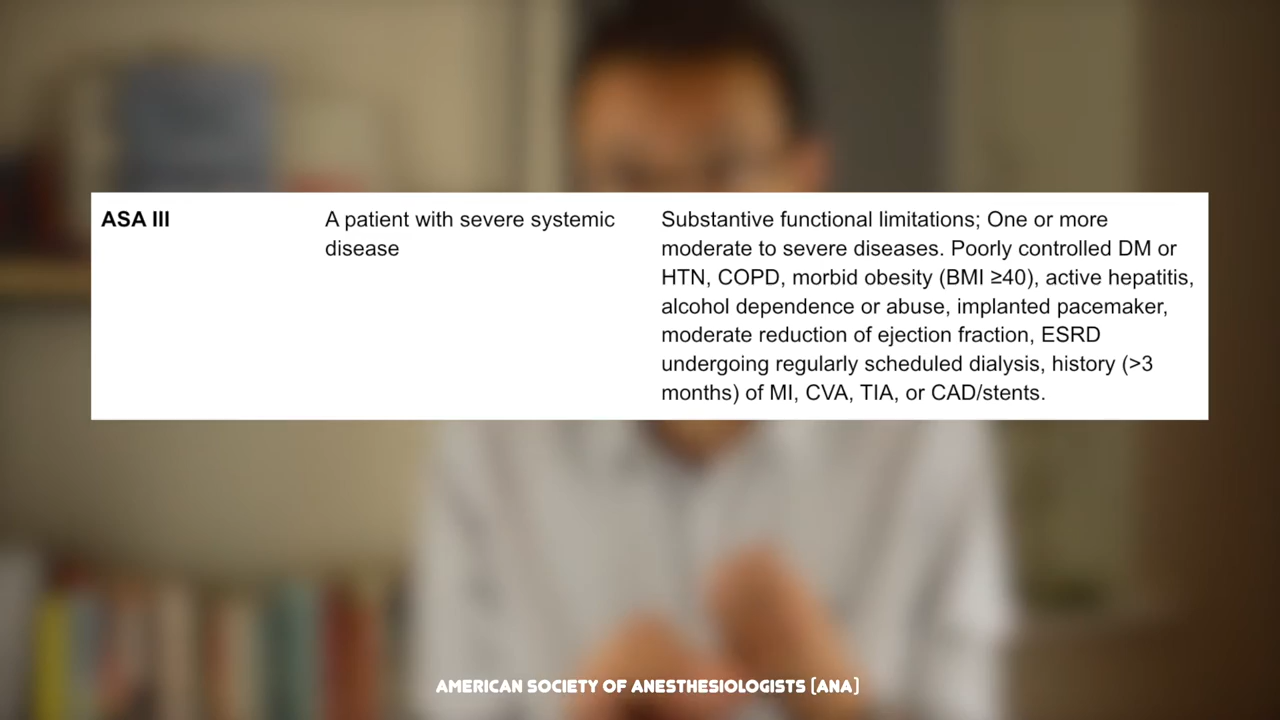 ASA III
A patient with severe systemic
disease
Substantive functional limitations; One or more
moderate to severe diseases. Poorly controlled DM or
HTN, COPD, morbid obesity (BMI ≥40), active hepatitis,
alcohol dependence or abuse, implanted pacemaker,
moderate reduction of ejection fraction, ESRD
undergoing regularly scheduled dialysis, history (>3
months) of MI, CVA, TIA, or CAD/stents.
AMERICAN SOCIETY OF ANESTHESIOLOGISTS (ANA)